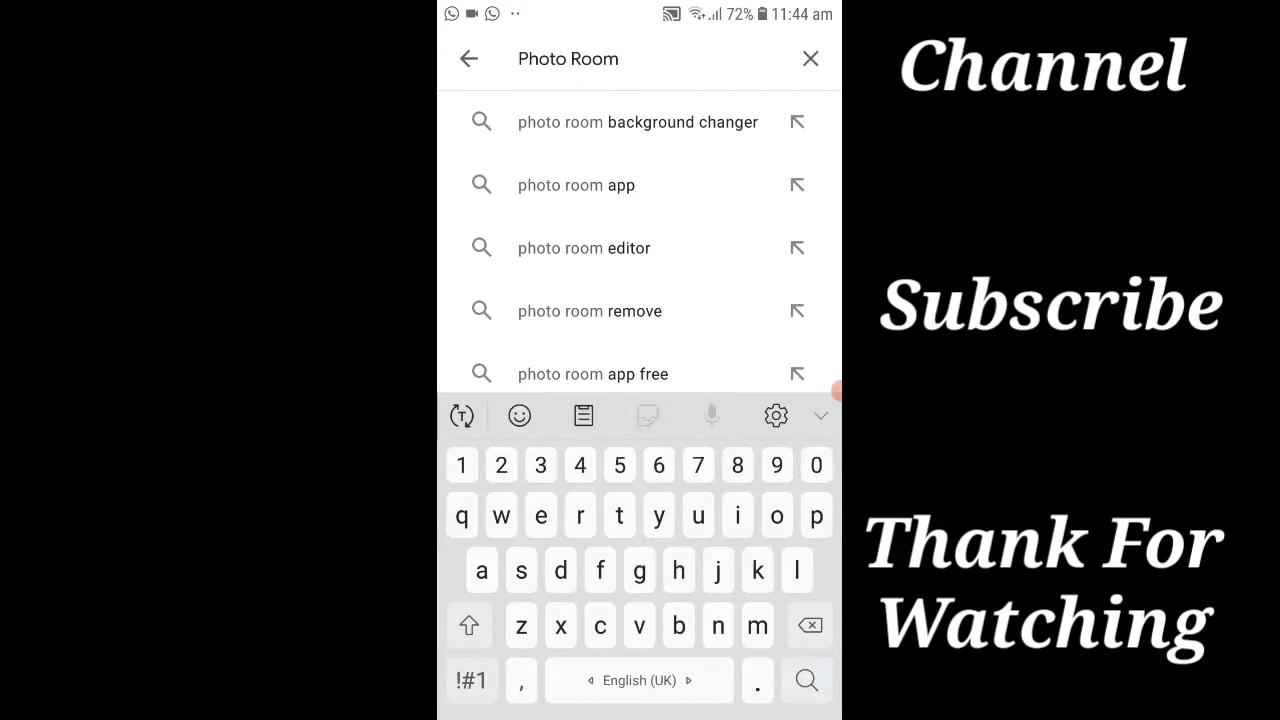 72% 11:44 am
Photo Room
photo room background changer
photo room app
photo room editor
photo room remove
photo room app free
T
1 2 3 4 5 6 7 8 9 0
q w e r t y u i o p
a s d f g h j k l
z x c v b n m
!#1 , English (UK) .
Channel
Subscribe
Thank For
Watching